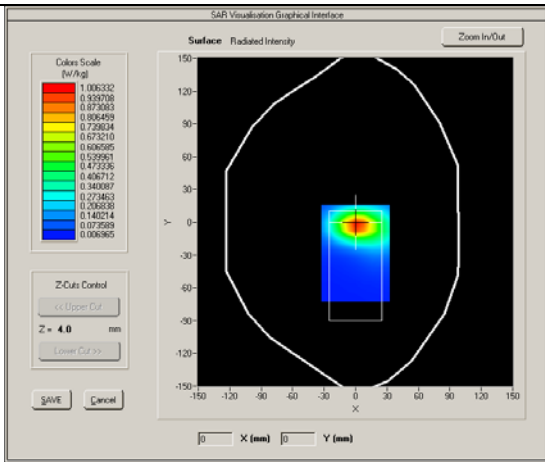 SAR Visualisation Graphical Interface
Surface Radiated Intensity
Zoom In/Out
Colors Scale
(W/kg)
1.006332
0.939708
0.873083
0.806459
0.739834
0.673210
0.606585
0.539961
0.473336
0.406712
0.340087
0.273463
0.206838
0.140214
0.073589
0.006965
Z-Cuts Control
<< Upper Cut
Z = 4.0 mm
Lower Cut >>
SAVE Cancel
150
120
90
60
30
0
-30
-60
-90
-120
-150
Y
-150 -120 -90 -60 -30 0 30 60 90 120 150
X
0 X (mm) 0 Y (mm)